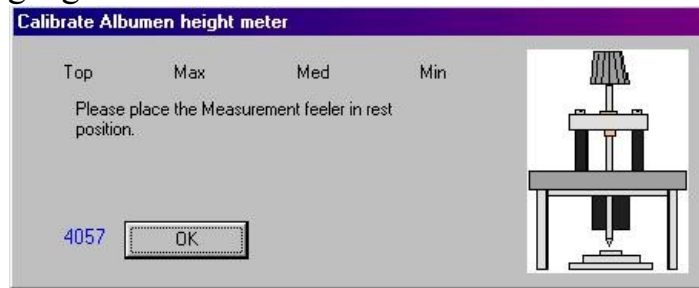 Calibrate Albumen height meter
Top Max Med Min
Please place the Measurement feeler in rest
position.
4057 OK